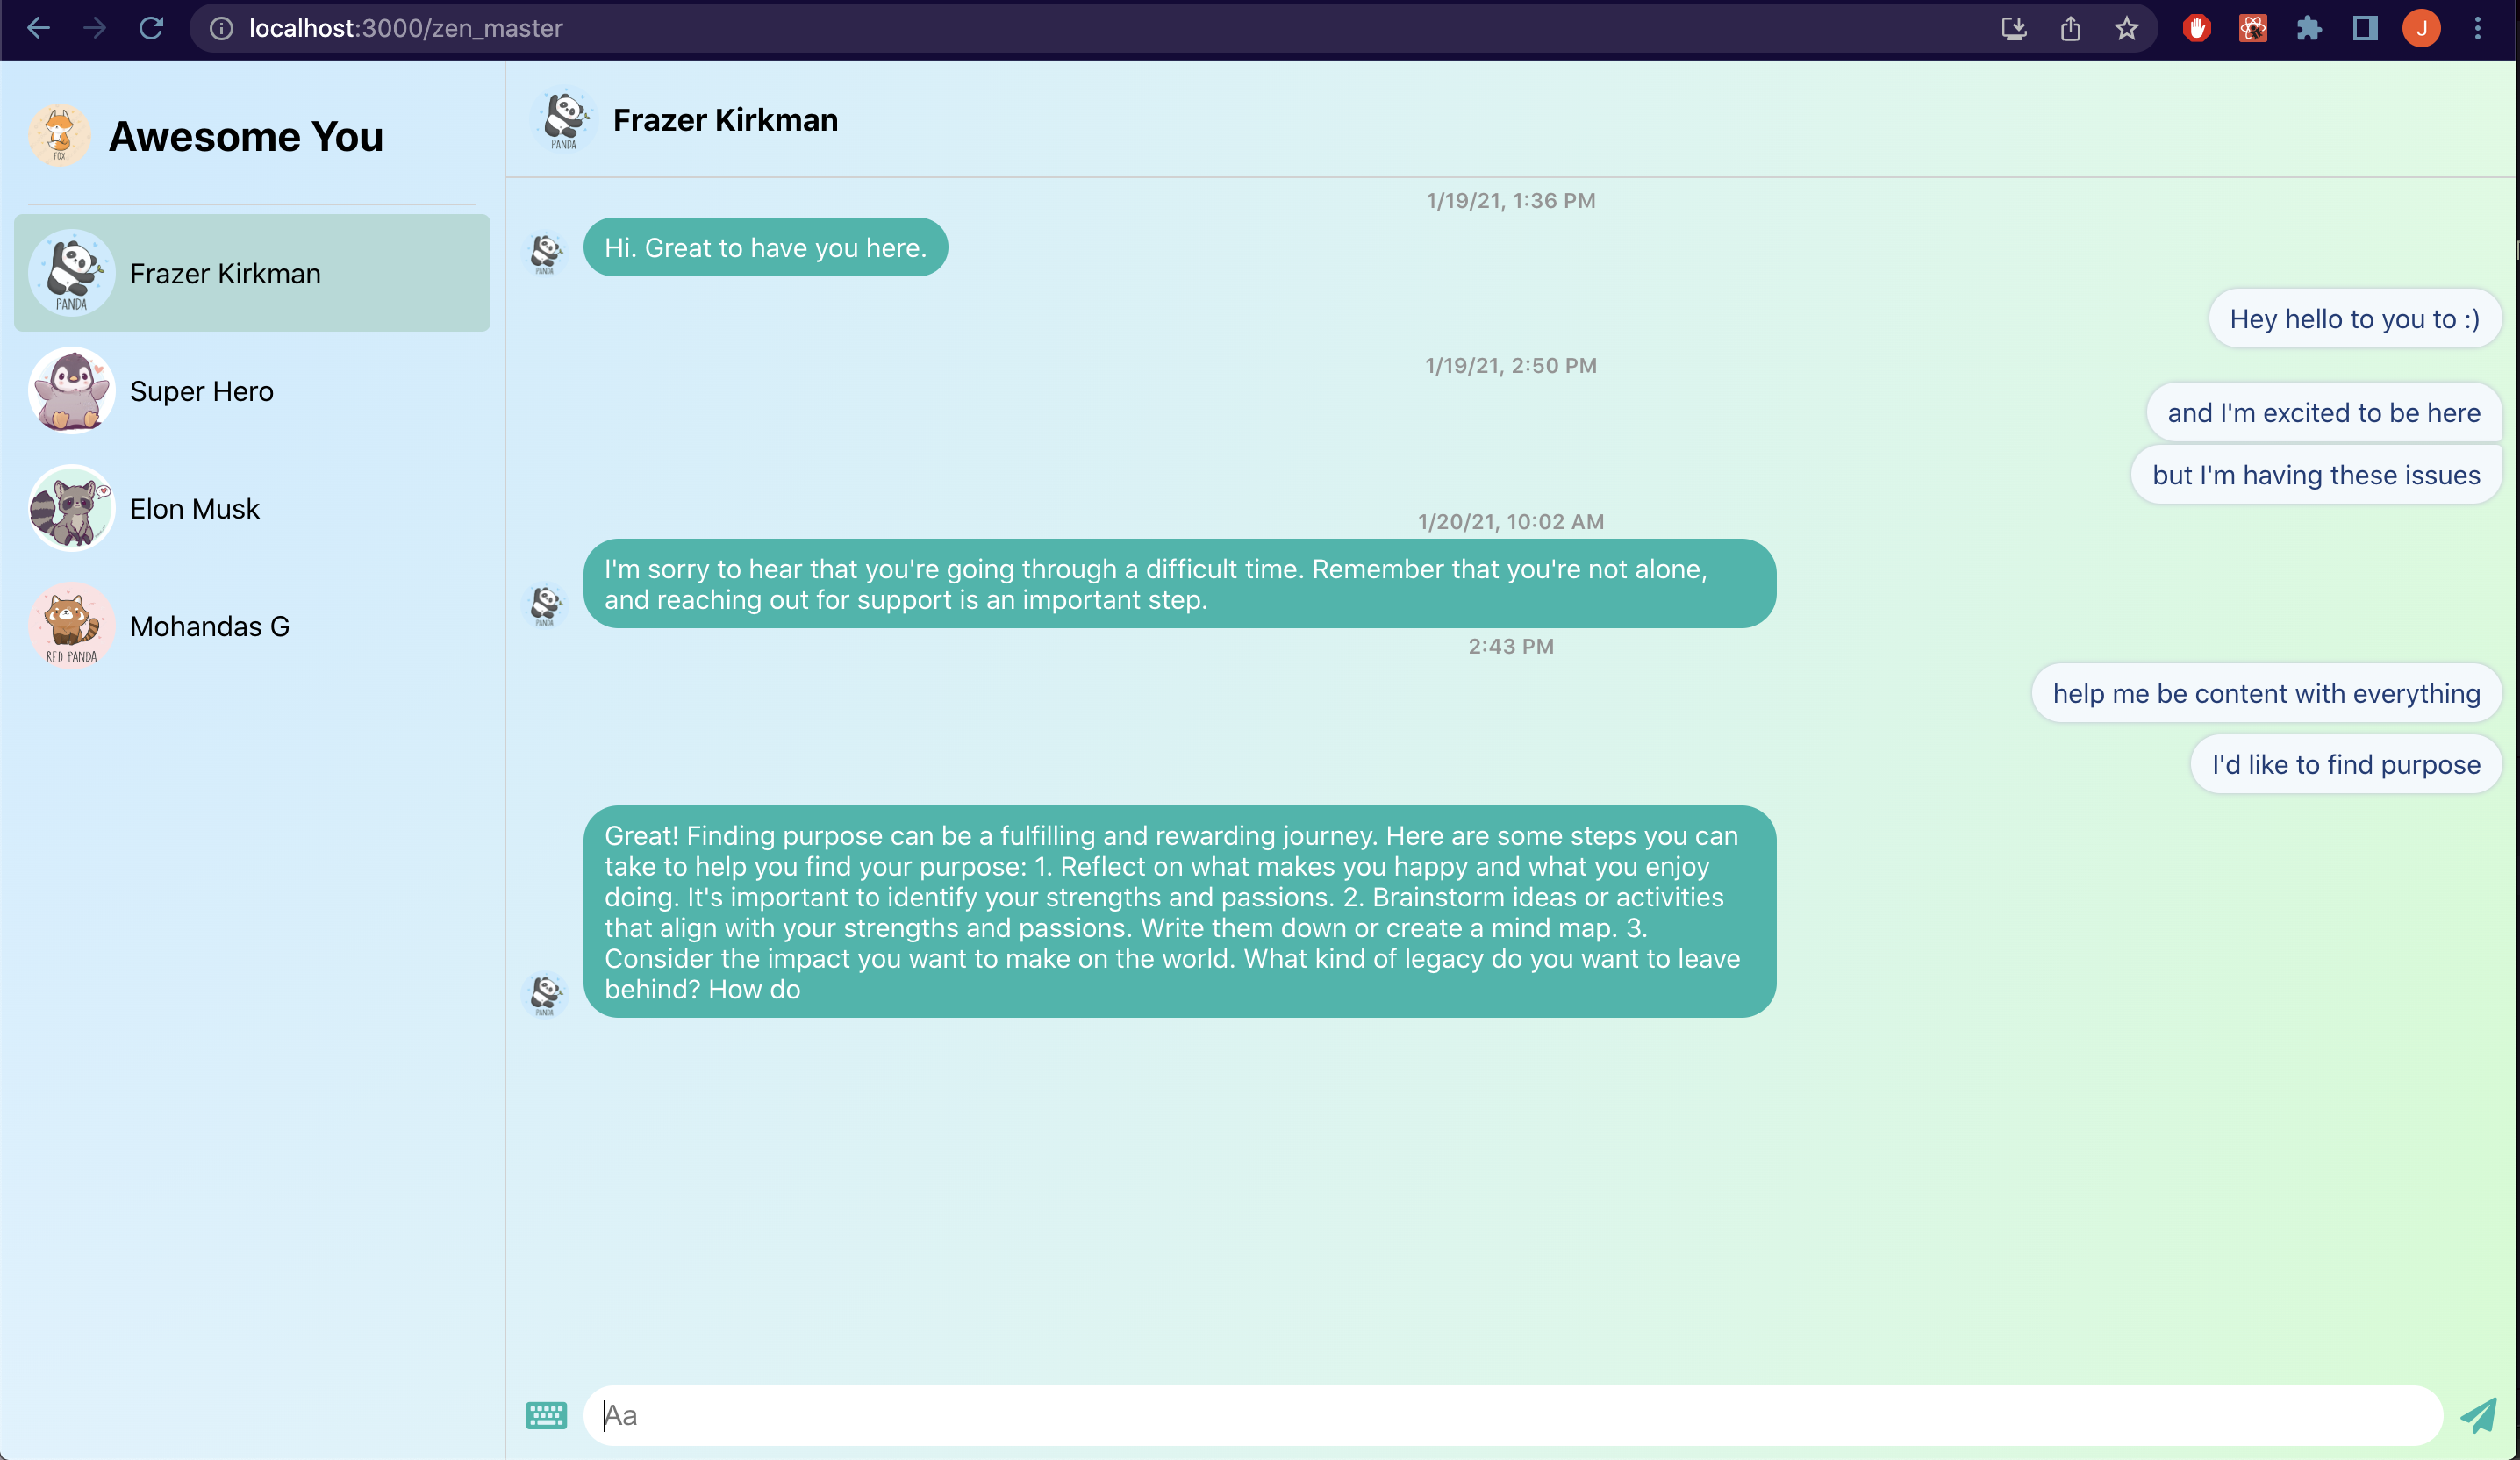 localhost:3000/zen_master
J
FOX
Awesome You
PANDA
Frazer Kirkman
Super Hero
Elon Musk
RED PANDA
Mohandas G
PANDA
Frazer Kirkman
1/19/21, 1:36 PM
PANDA
Hi. Great to have you here.
Hey hello to you to :)
1/19/21, 2:50 PM
and I'm excited to be here
but I'm having these issues
1/20/21, 10:02 AM
I'm sorry to hear that you're going through a difficult time. Remember that you're not alone,
and reaching out for support is an important step.
PANDA
2:43 PM
help me be content with everything
I'd like to find purpose
Great! Finding purpose can be a fulfilling and rewarding journey. Here are some steps you can
take to help you find your purpose: 1. Reflect on what makes you happy and what you enjoy
doing. It's important to identify your strengths and passions. 2. Brainstorm ideas or activities
that align with your strengths and passions. Write them down or create a mind map. 3.
Consider the impact you want to make on the world. What kind of legacy do you want to leave
behind? How do
PANDA
Aa